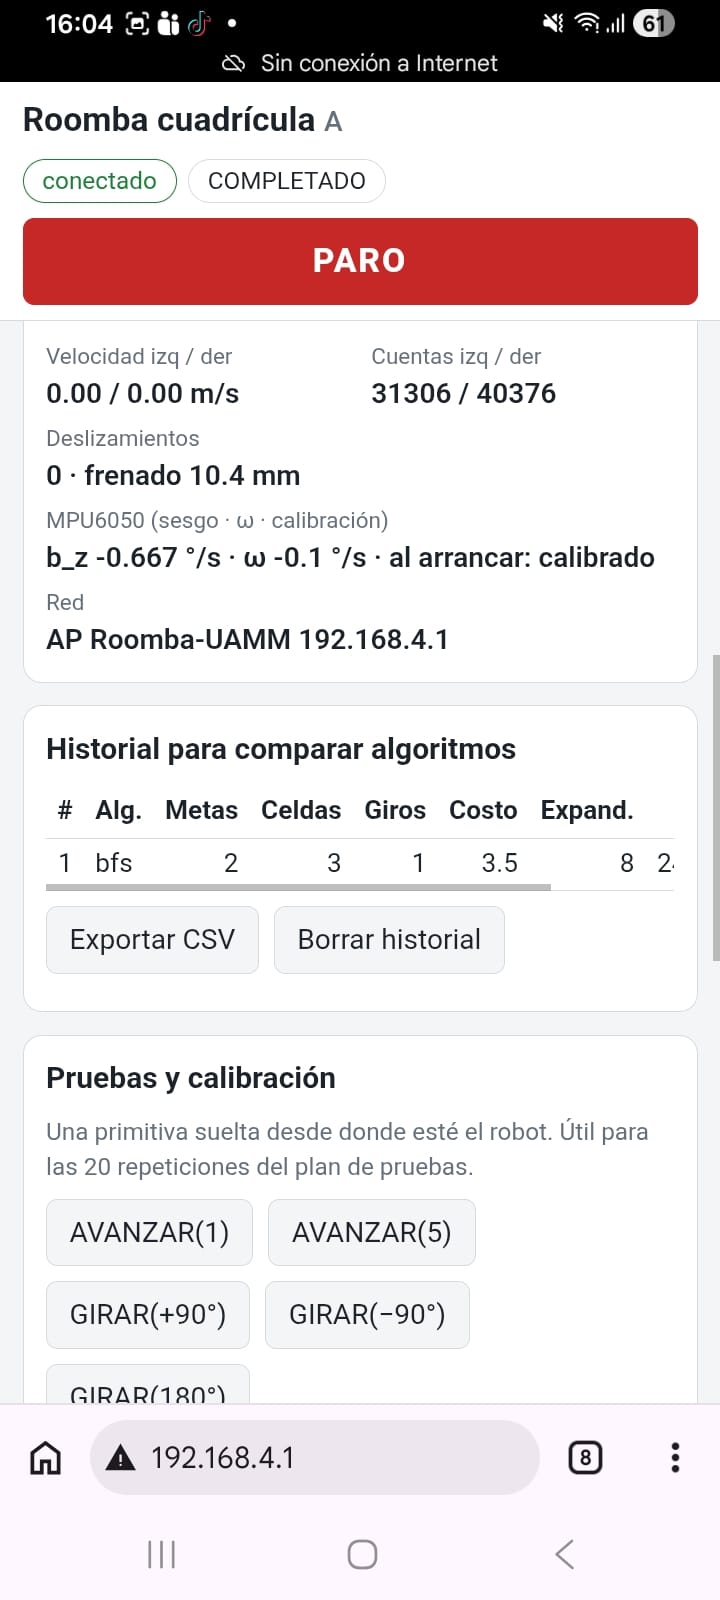 16:04
61
Sin conexión a Internet
Roomba cuadrícula A
conectado COMPLETADO
PARO
Velocidad izq / der Cuentas izq / der
0.00 / 0.00 m/s 31306 / 40376
Deslizamientos
0 · frenado 10.4 mm
MPU6050 (sesgo · ω · calibración)
b_z -0.667 °/s · ω -0.1 °/s · al arrancar: calibrado
Red
AP Roomba-UAMM 192.168.4.1
Historial para comparar algoritmos
# Alg. Metas Celdas Giros Costo Expand.
1 bfs 2 3 1 3.5 8 2
Exportar CSV Borrar historial
Pruebas y calibración
Una primitiva suelta desde donde esté el robot. Útil para
las 20 repeticiones del plan de pruebas.
AVANZAR(1) AVANZAR(5)
GIRAR(+90°) GIRAR(−90°)
GIRAR(180°)
192.168.4.1
8